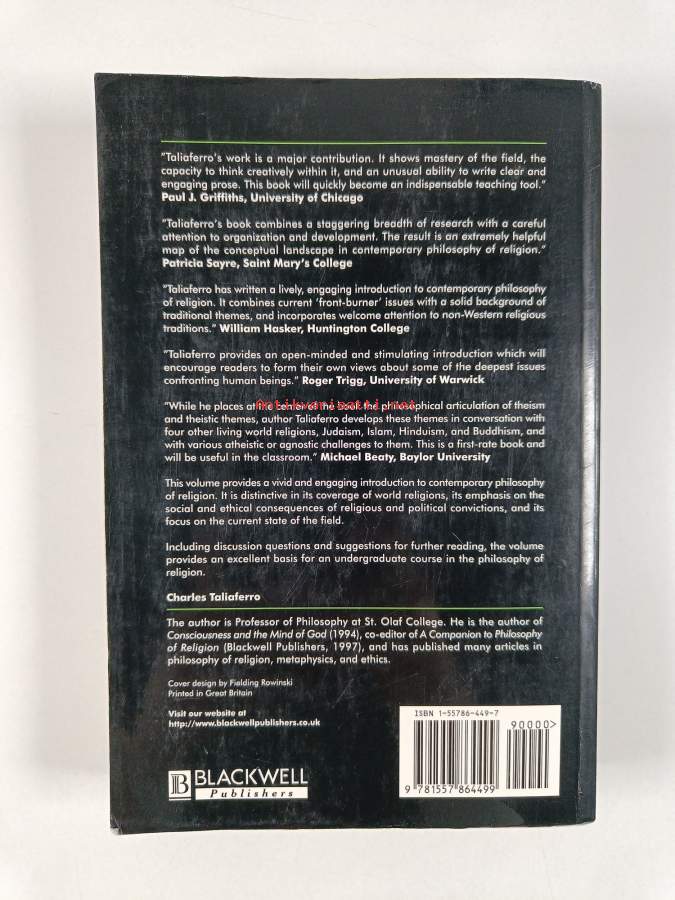 "Taliaferro's work is a major contribution. It shows mastery of the field, the
capacity to think creatively within it, and an unusual ability to write clear and
engaging prose. This book will quickly become an indispensable teaching tool."
Paul J. Griffiths, University of Chicago
"Taliaferro's book combines a staggering breadth of research with a careful
attention to organization and development. The result is an extremely helpful
map of the conceptual landscape in contemporary philosophy of religion."
Patricia Sayre, Saint Mary's College
"Taliaferro has written a lively, engaging introduction to contemporary philosophy
of religion. It combines current 'front-burner' issues with a solid background of
traditional themes, and incorporates welcome attention to non-Western religious
traditions." William Hasker, Huntington College
"Taliaferro provides an open-minded and stimulating introduction which will
encourage readers to form their own views about some of the deepest issues
confronting human beings." Roger Trigg, University of Warwick
Antikvariaatti.net
"While he places at the center of the book the philosophical articulation of theism
and theistic themes, author Taliaferro develops these themes in conversation with
four other living world religions, Judaism, Islam, Hinduism, and Buddhism, and
with various atheistic or agnostic challenges to them. This is a first-rate book and
will be useful in the classroom." Michael Beaty, Baylor University
This volume provides a vivid and engaging introduction to contemporary philosophy
of religion. It is distinctive in its coverage of world religions, its emphasis on the
social and ethical consequences of religious and political convictions, and its
focus on the current state of the field.
Including discussion questions and suggestions for further reading, the volume
provides an excellent basis for an undergraduate course in the philosophy of
religion.
Charles Taliaferro
The author is Professor of Philosophy at St. Olaf College. He is the author of
Consciousness and the Mind of God (1994), co-editor of A Companion to Philosophy
of Religion (Blackwell Publishers, 1997), and has published many articles in
philosophy of religion, metaphysics, and ethics.
Cover design by Fielding Rowinski
Printed in Great Britain
Visit our website at
http://www.blackwellpublishers.co.uk
B BLACKWELL
Publishers
ISBN 1-55786-449-7
90000>
9 781557 864499